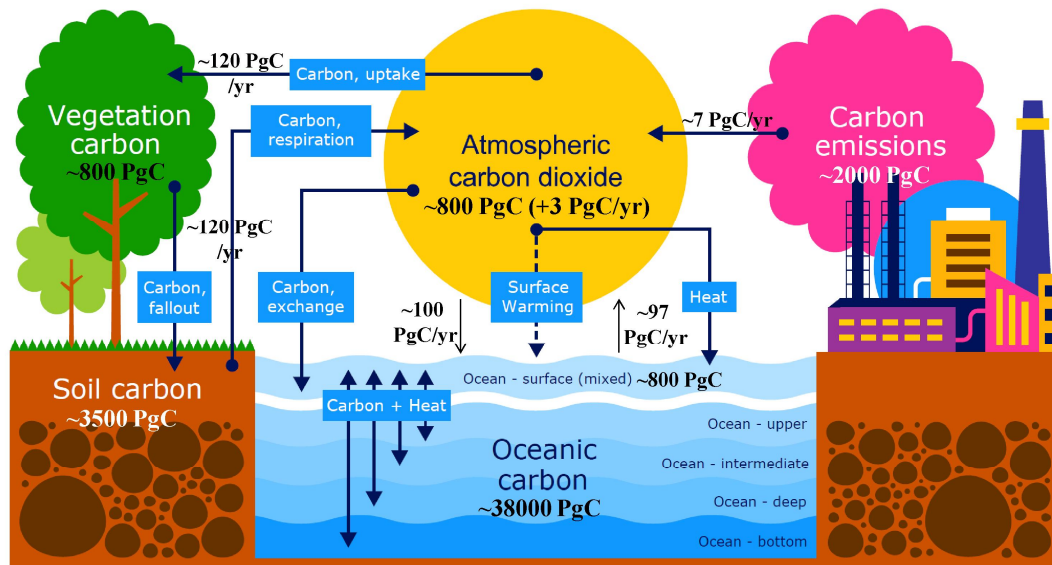 ~120 PgC
/yr
Carbon, uptake
Vegetation
carbon
~800 PgC
Carbon,
respiration
Atmospheric
carbon dioxide
~800 PgC (+3 PgC/yr)
~7 PgC/yr
Carbon
emissions
~2000 PgC
~120 PgC
/yr
Carbon,
fallout
Carbon,
exchange
~100
PgC/yr
Surface
Warming
~97
PgC/yr
Heat
Soil carbon
~3500 PgC
Ocean - surface (mixed) ~800 PgC
Carbon + Heat
Ocean - upper
Oceanic
carbon
~38000 PgC
Ocean - intermediate
Ocean - deep
Ocean - bottom